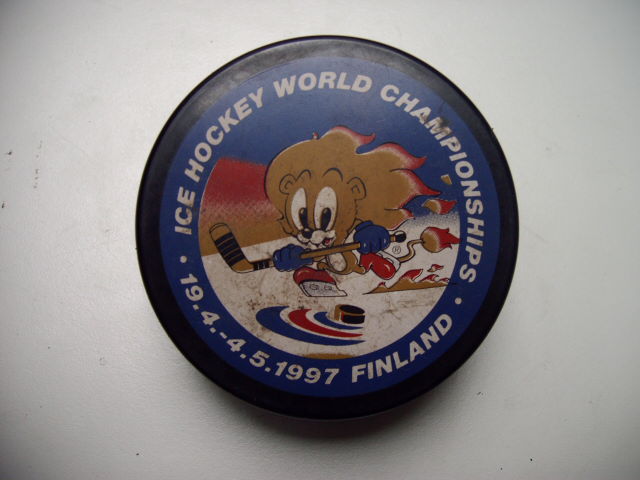 • ICE HOCKEY WORLD CHAMPIONSHIPS •
19.4.-4.5.1997 FINLAND
®